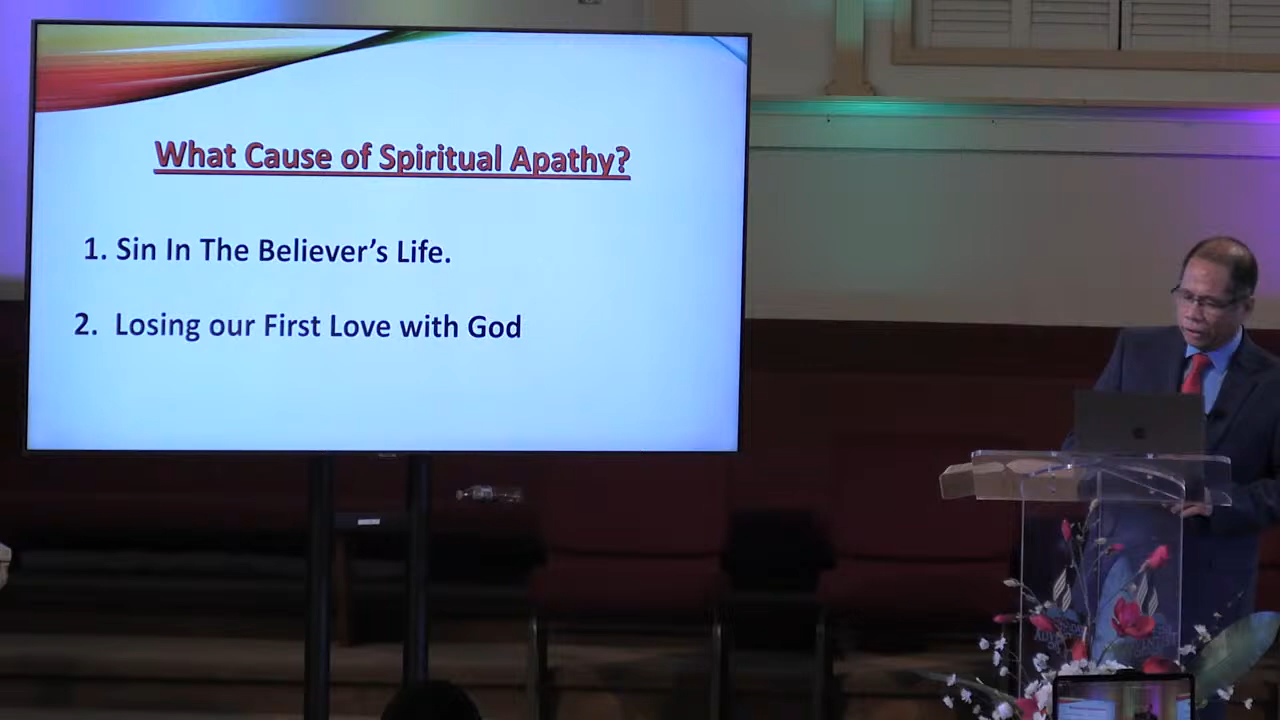 What Cause of Spiritual Apathy?
1. Sin In The Believer's Life.
2. Losing our First Love with God